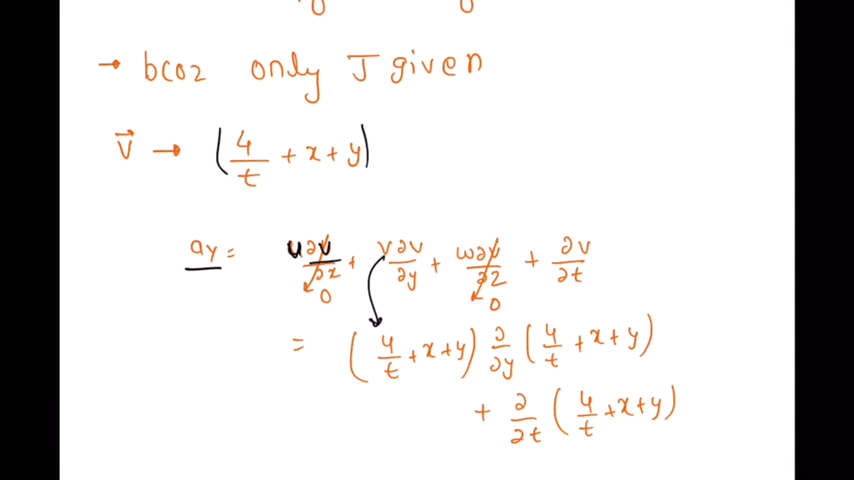 → bcoz only J given
V⃗ → (4/t + x + y)
ay = u∂v/∂x + v∂v/∂y + w∂v/∂z + ∂v/∂t
0 0
= (4/t + x + y) ∂/∂y (4/t + x + y)
+ ∂/∂t (4/t + x + y)